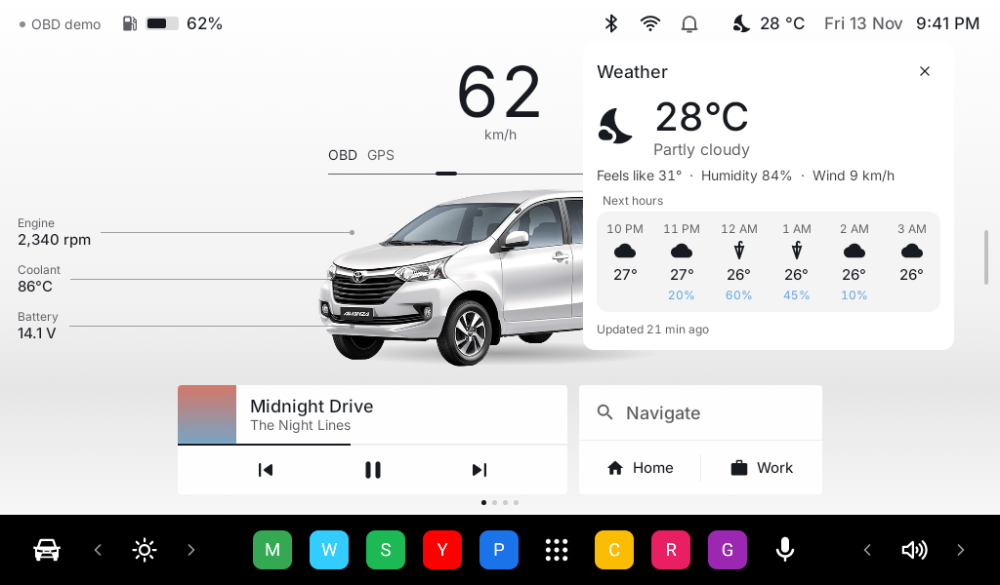 OBD demo
62%
28 °C
Fri 13 Nov
9:41 PM
62
km/h
OBD GPS
Engine
2,340 rpm
Coolant
86°C
Battery
14.1 V
AVANZA
Weather
28°C
Partly cloudy
Feels like 31° · Humidity 84% · Wind 9 km/h
Next hours
10 PM 11 PM 12 AM 1 AM 2 AM 3 AM
27° 27° 26° 26° 26° 26°
20% 60% 45% 10%
Updated 21 min ago
Midnight Drive
The Night Lines
Navigate
Home
Work
M W S Y P C R G